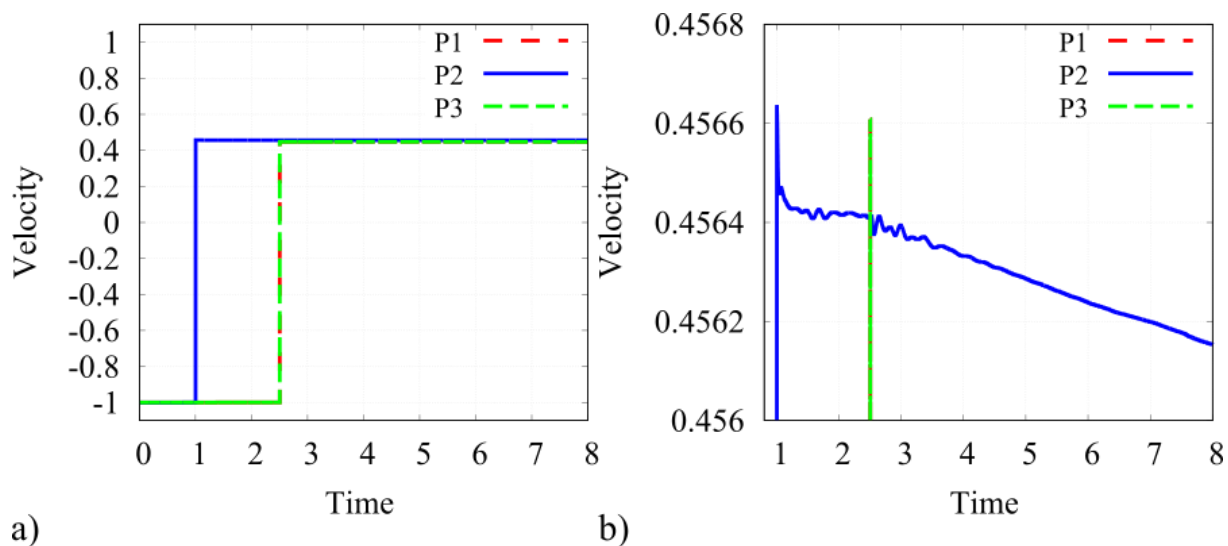 1
0.8
0.6
0.4
0.2
0
-0.2
-0.4
-0.6
-0.8
-1
Velocity
P1
P2
P3
0 1 2 3 4 5 6 7 8
Time
a)
0.4568
0.4566
0.4564
0.4562
0.456
Velocity
P1
P2
P3
1 2 3 4 5 6 7 8
Time
b)